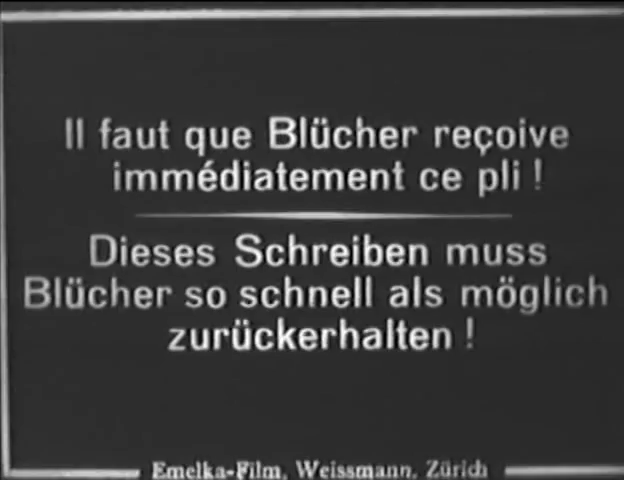 Il faut que Blücher reçoive
immédiatement ce pli !
Dieses Schreiben muss
Blücher so schnell als möglich
zurückerhalten !
Emelka-Film, Weissmann, Zürich